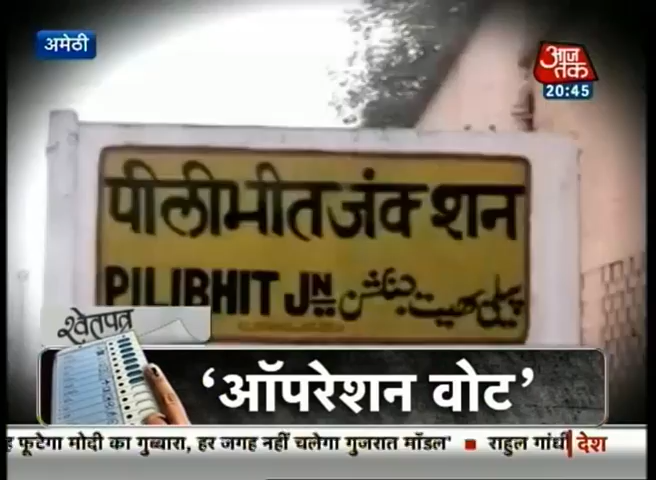 अमेठी
आज
तक
20:45
पीलीभीत जंक्शन
PILIBHIT JN
پیلی بھیت جنکشن
श्वेतपत्र
'ऑपरेशन वोट'
ह फूटेगा मोदी का गुब्बारा, हर जगह नहीं चलेगा गुजरात मॉडल' ■ राहुल गांधी देश